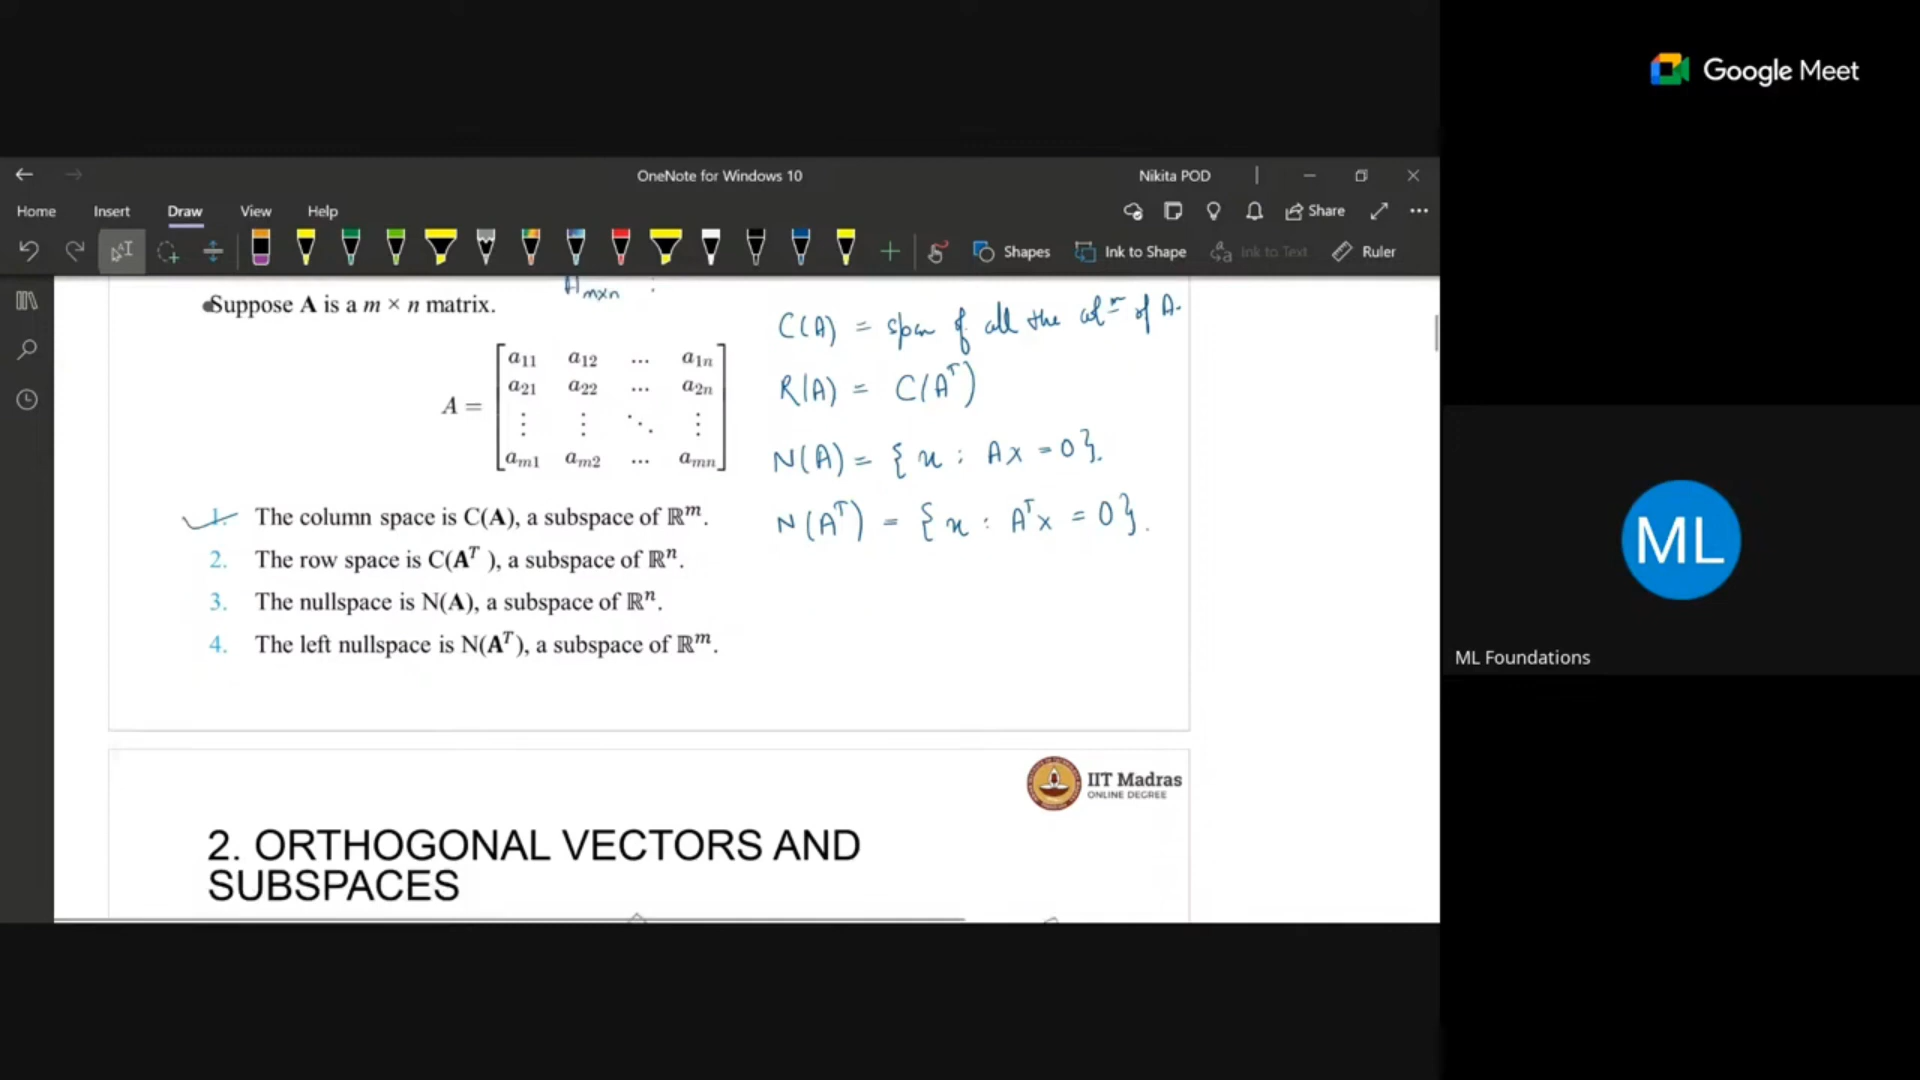 Google Meet
OneNote for Windows 10
Nikita POD
Home Insert Draw View Help
Share
Shapes Ink to Shape Ink to Text Ruler
A m×n :
Suppose A is a m × n matrix.
A = [ a11 a12 ... a1n
a21 a22 ... a2n
⋮ ⋮ ⋱ ⋮
am1 am2 ... amn ]
C(A) = span of all the colⁿ of A.
R(A) = C(Aᵀ)
N(A) = { x : Ax = 0 }.
N(Aᵀ) = { x : Aᵀx = 0 }.
1. The column space is C(A), a subspace of ℝᵐ.
2. The row space is C(Aᵀ ), a subspace of ℝⁿ.
3. The nullspace is N(A), a subspace of ℝⁿ.
4. The left nullspace is N(Aᵀ), a subspace of ℝᵐ.
IIT Madras
ONLINE DEGREE
2. ORTHOGONAL VECTORS AND
SUBSPACES
ML
ML Foundations